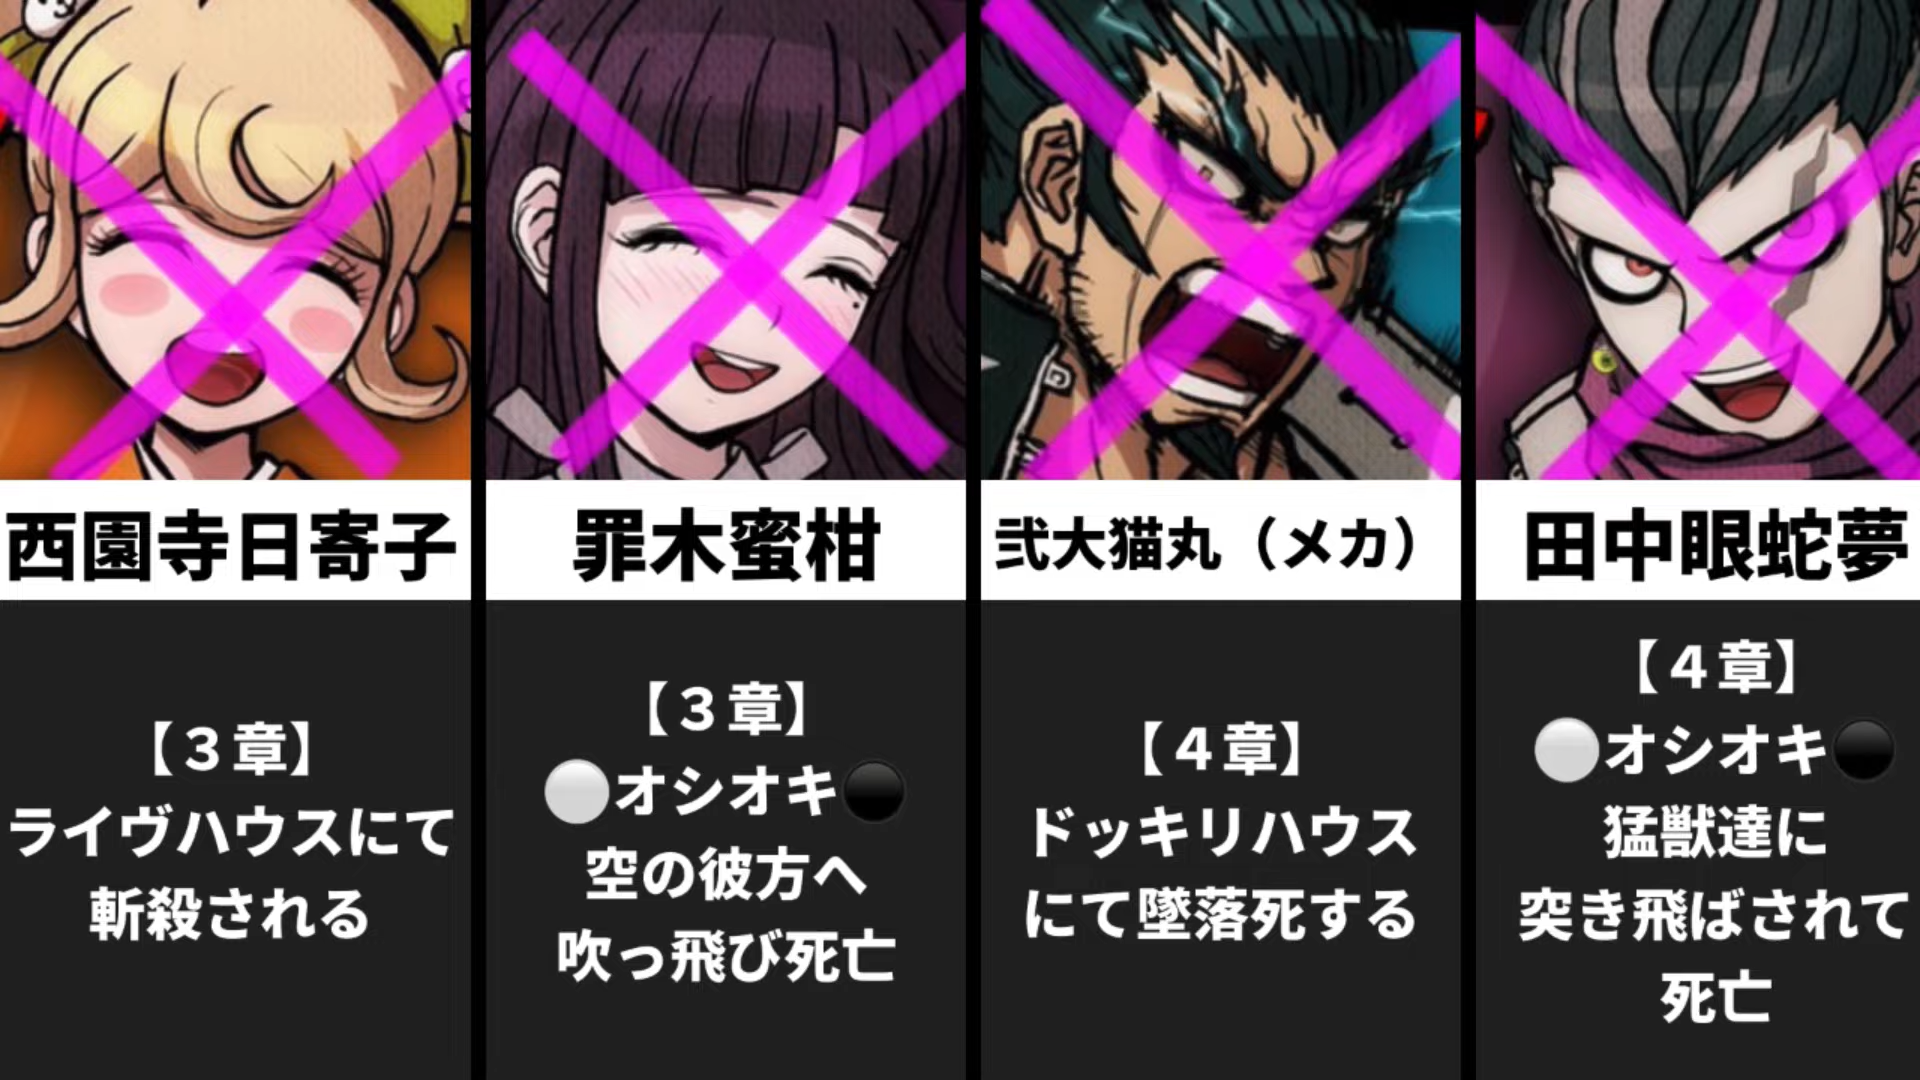 西園寺日寄子
【３章】
ライヴハウスにて
斬殺される
罪木蜜柑
【３章】
⚪オシオキ⚫
空の彼方へ
吹っ飛び死亡
弐大猫丸（メカ）
【４章】
ドッキリハウス
にて墜落死する
田中眼蛇夢
【４章】
⚪オシオキ⚫
猛獣達に
突き飛ばされて
死亡